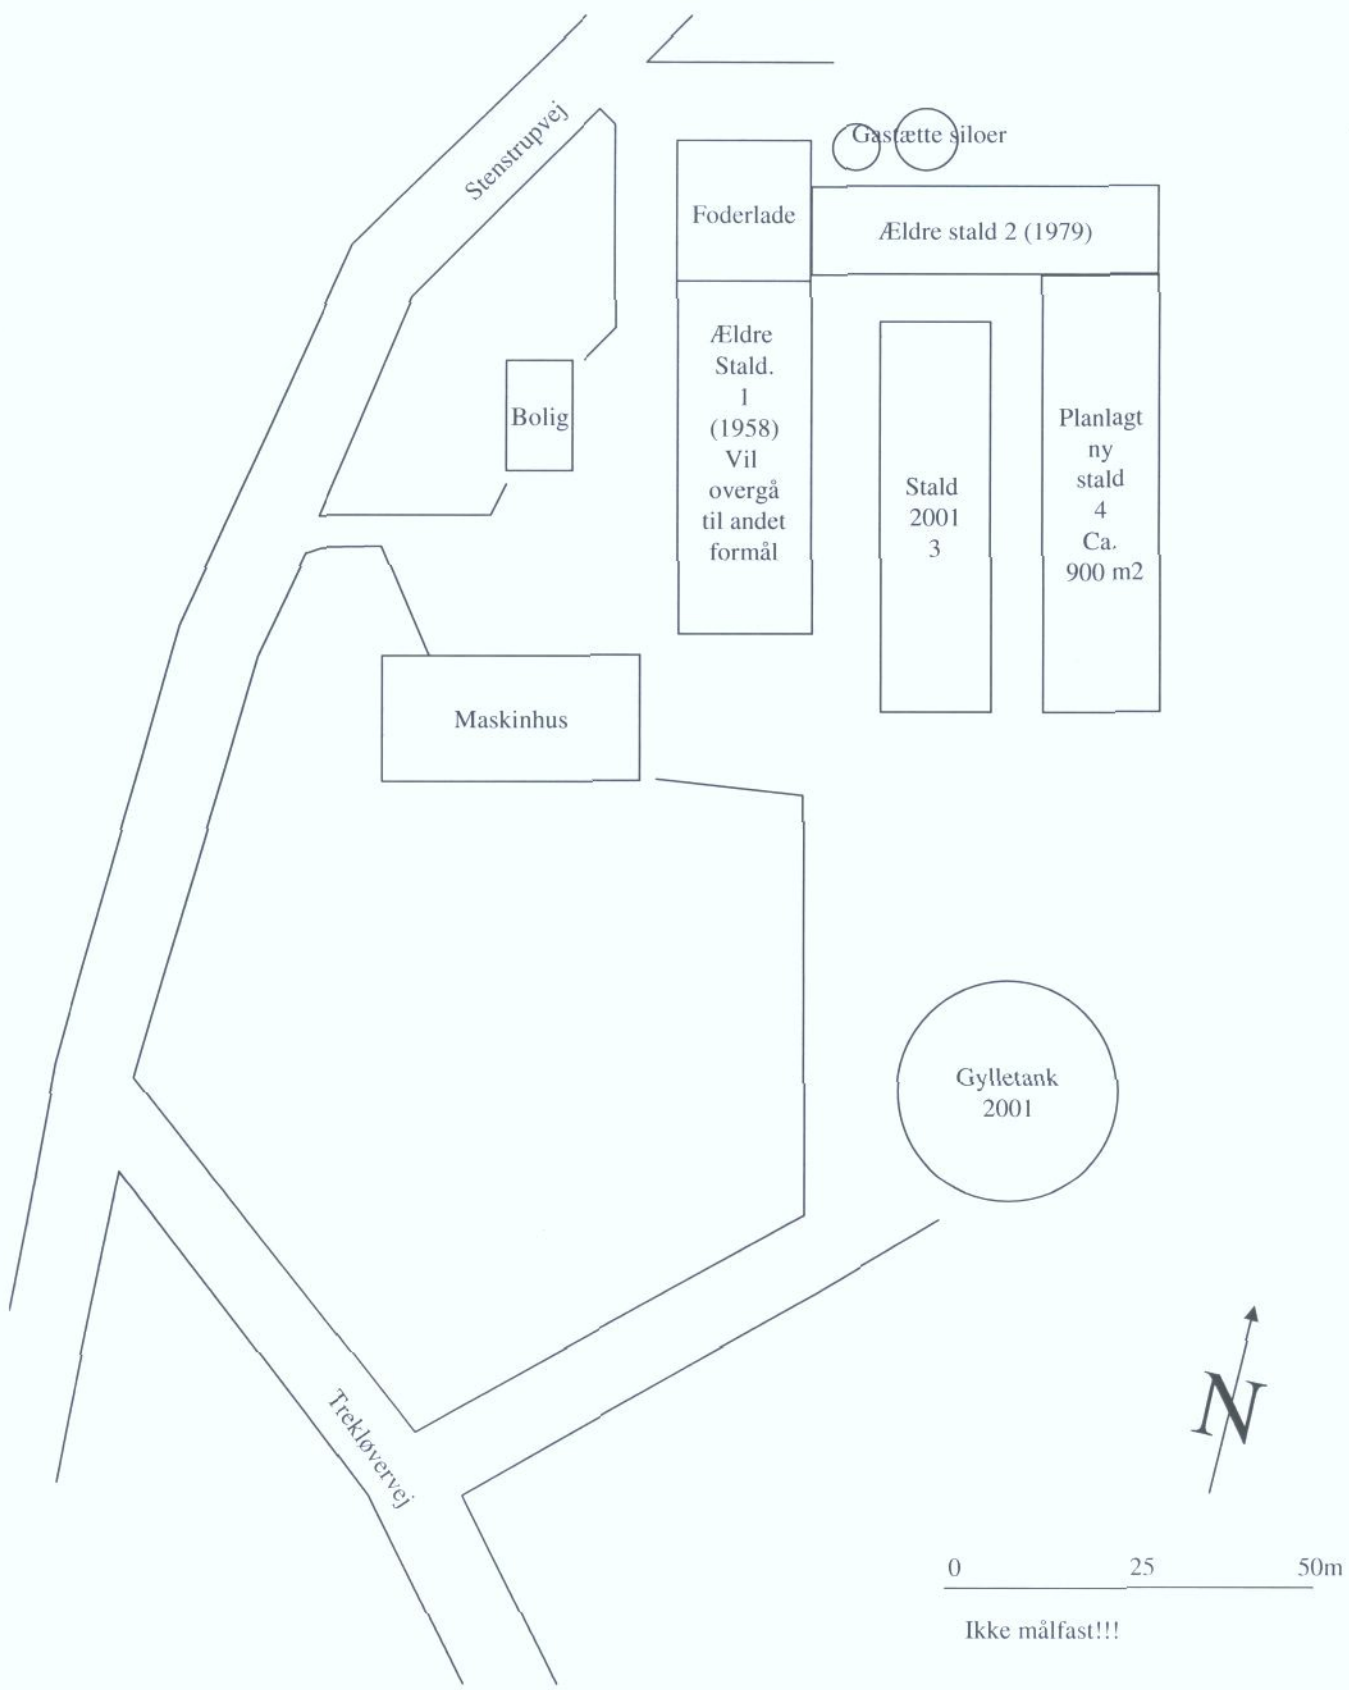 Stenstrupvej
Gastætte siloer
Foderlade
Ældre stald 2 (1979)
Ældre
Stald.
1
(1958)
Vil
overgå
til andet
formål
Bolig
Stald
2001
3
Planlagt
ny
stald
4
Ca.
900 m2
Maskinhus
Gylletank
2001
Trekløvervej
N
0 25 50m
Ikke målfast!!!